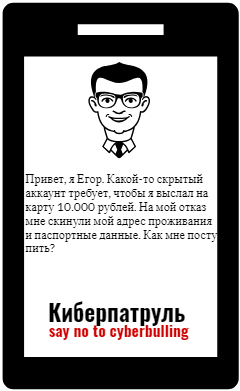 Привет, я Егор. Какой-то скрытый
аккаунт требует, чтобы я выслал на
карту 10.000 рублей. На мой отказ
мне скинули мой адрес проживания
и паспортные данные. Как мне посту
пить?
Киберпатруль
say no to cyberbulling